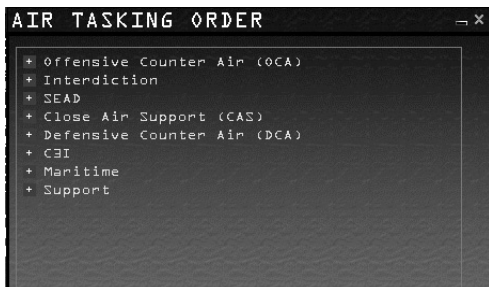 AIR TASKING ORDER
Offensive Counter Air (OCA)
Interdiction
SEAD
Close Air Support (CAS)
Defensive Counter Air (DCA)
C3I
Maritime
Support